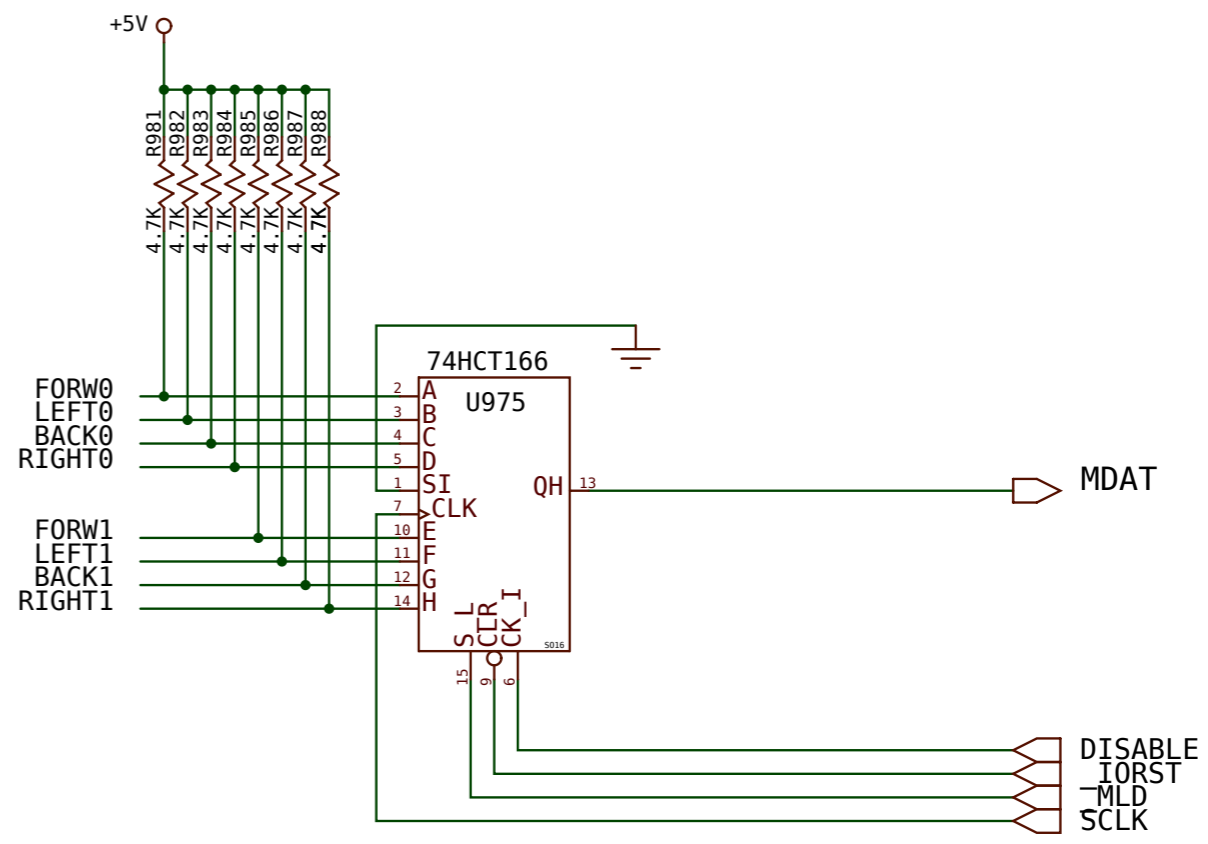 +5V
R981
R982
R983
R984
R985
R986
R987
R988
4.7K
4.7K
4.7K
4.7K
4.7K
4.7K
4.7K
4.7K
74HCT166
U975
FORW0
LEFT0
BACK0
RIGHT0
FORW1
LEFT1
BACK1
RIGHT1
2 A
3 B
4 C
5 D
1 SI
7 CLK
10 E
11 F
12 G
14 H
QH 13
MDAT
S_L
CLR
CK_I
SO16
15
9
6
DISABLE
_IORST
_MLD
SCLK